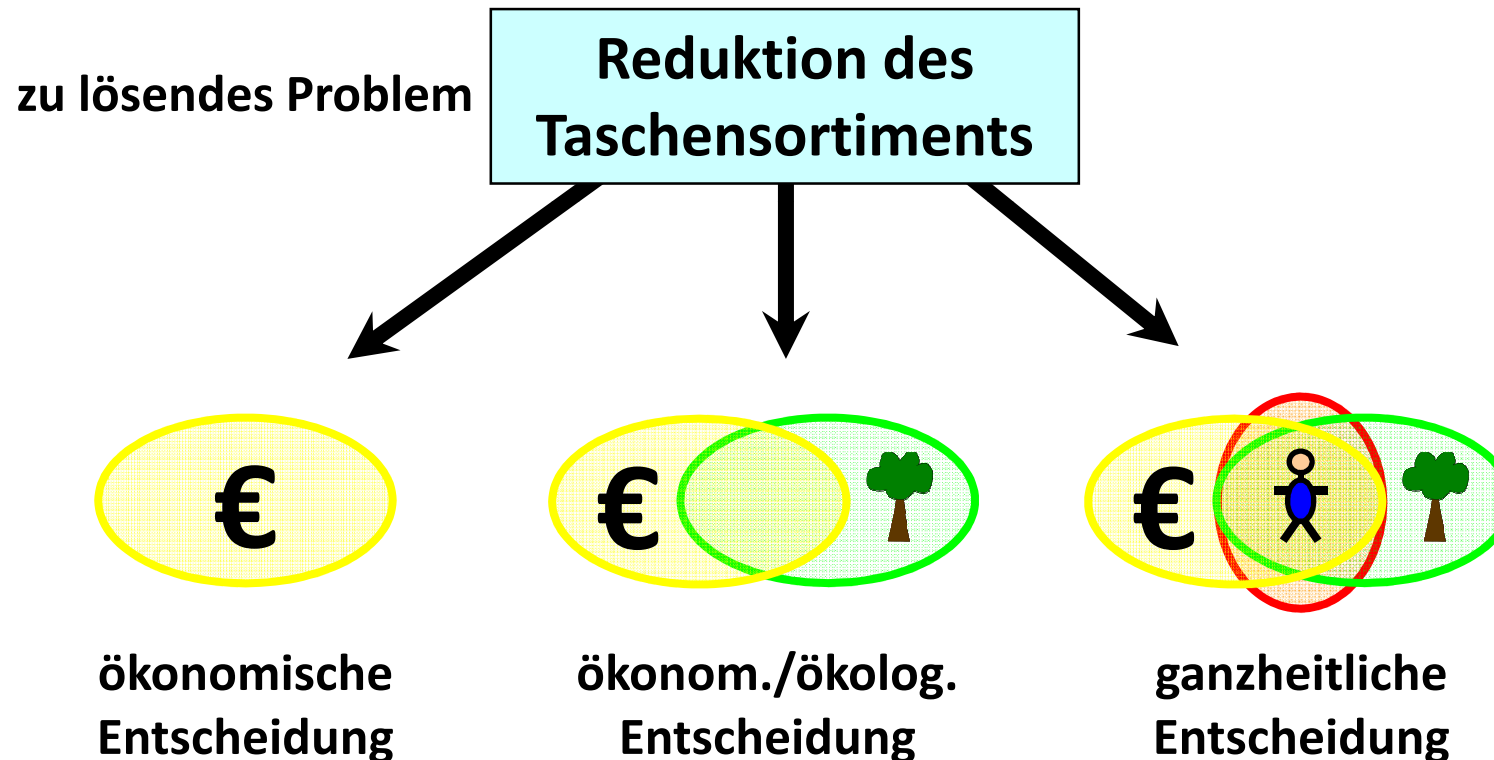 zu lösendes Problem
Reduktion des
Taschensortiments
€
€
€
ökonomische
Entscheidung
ökonom./ökolog.
Entscheidung
ganzheitliche
Entscheidung